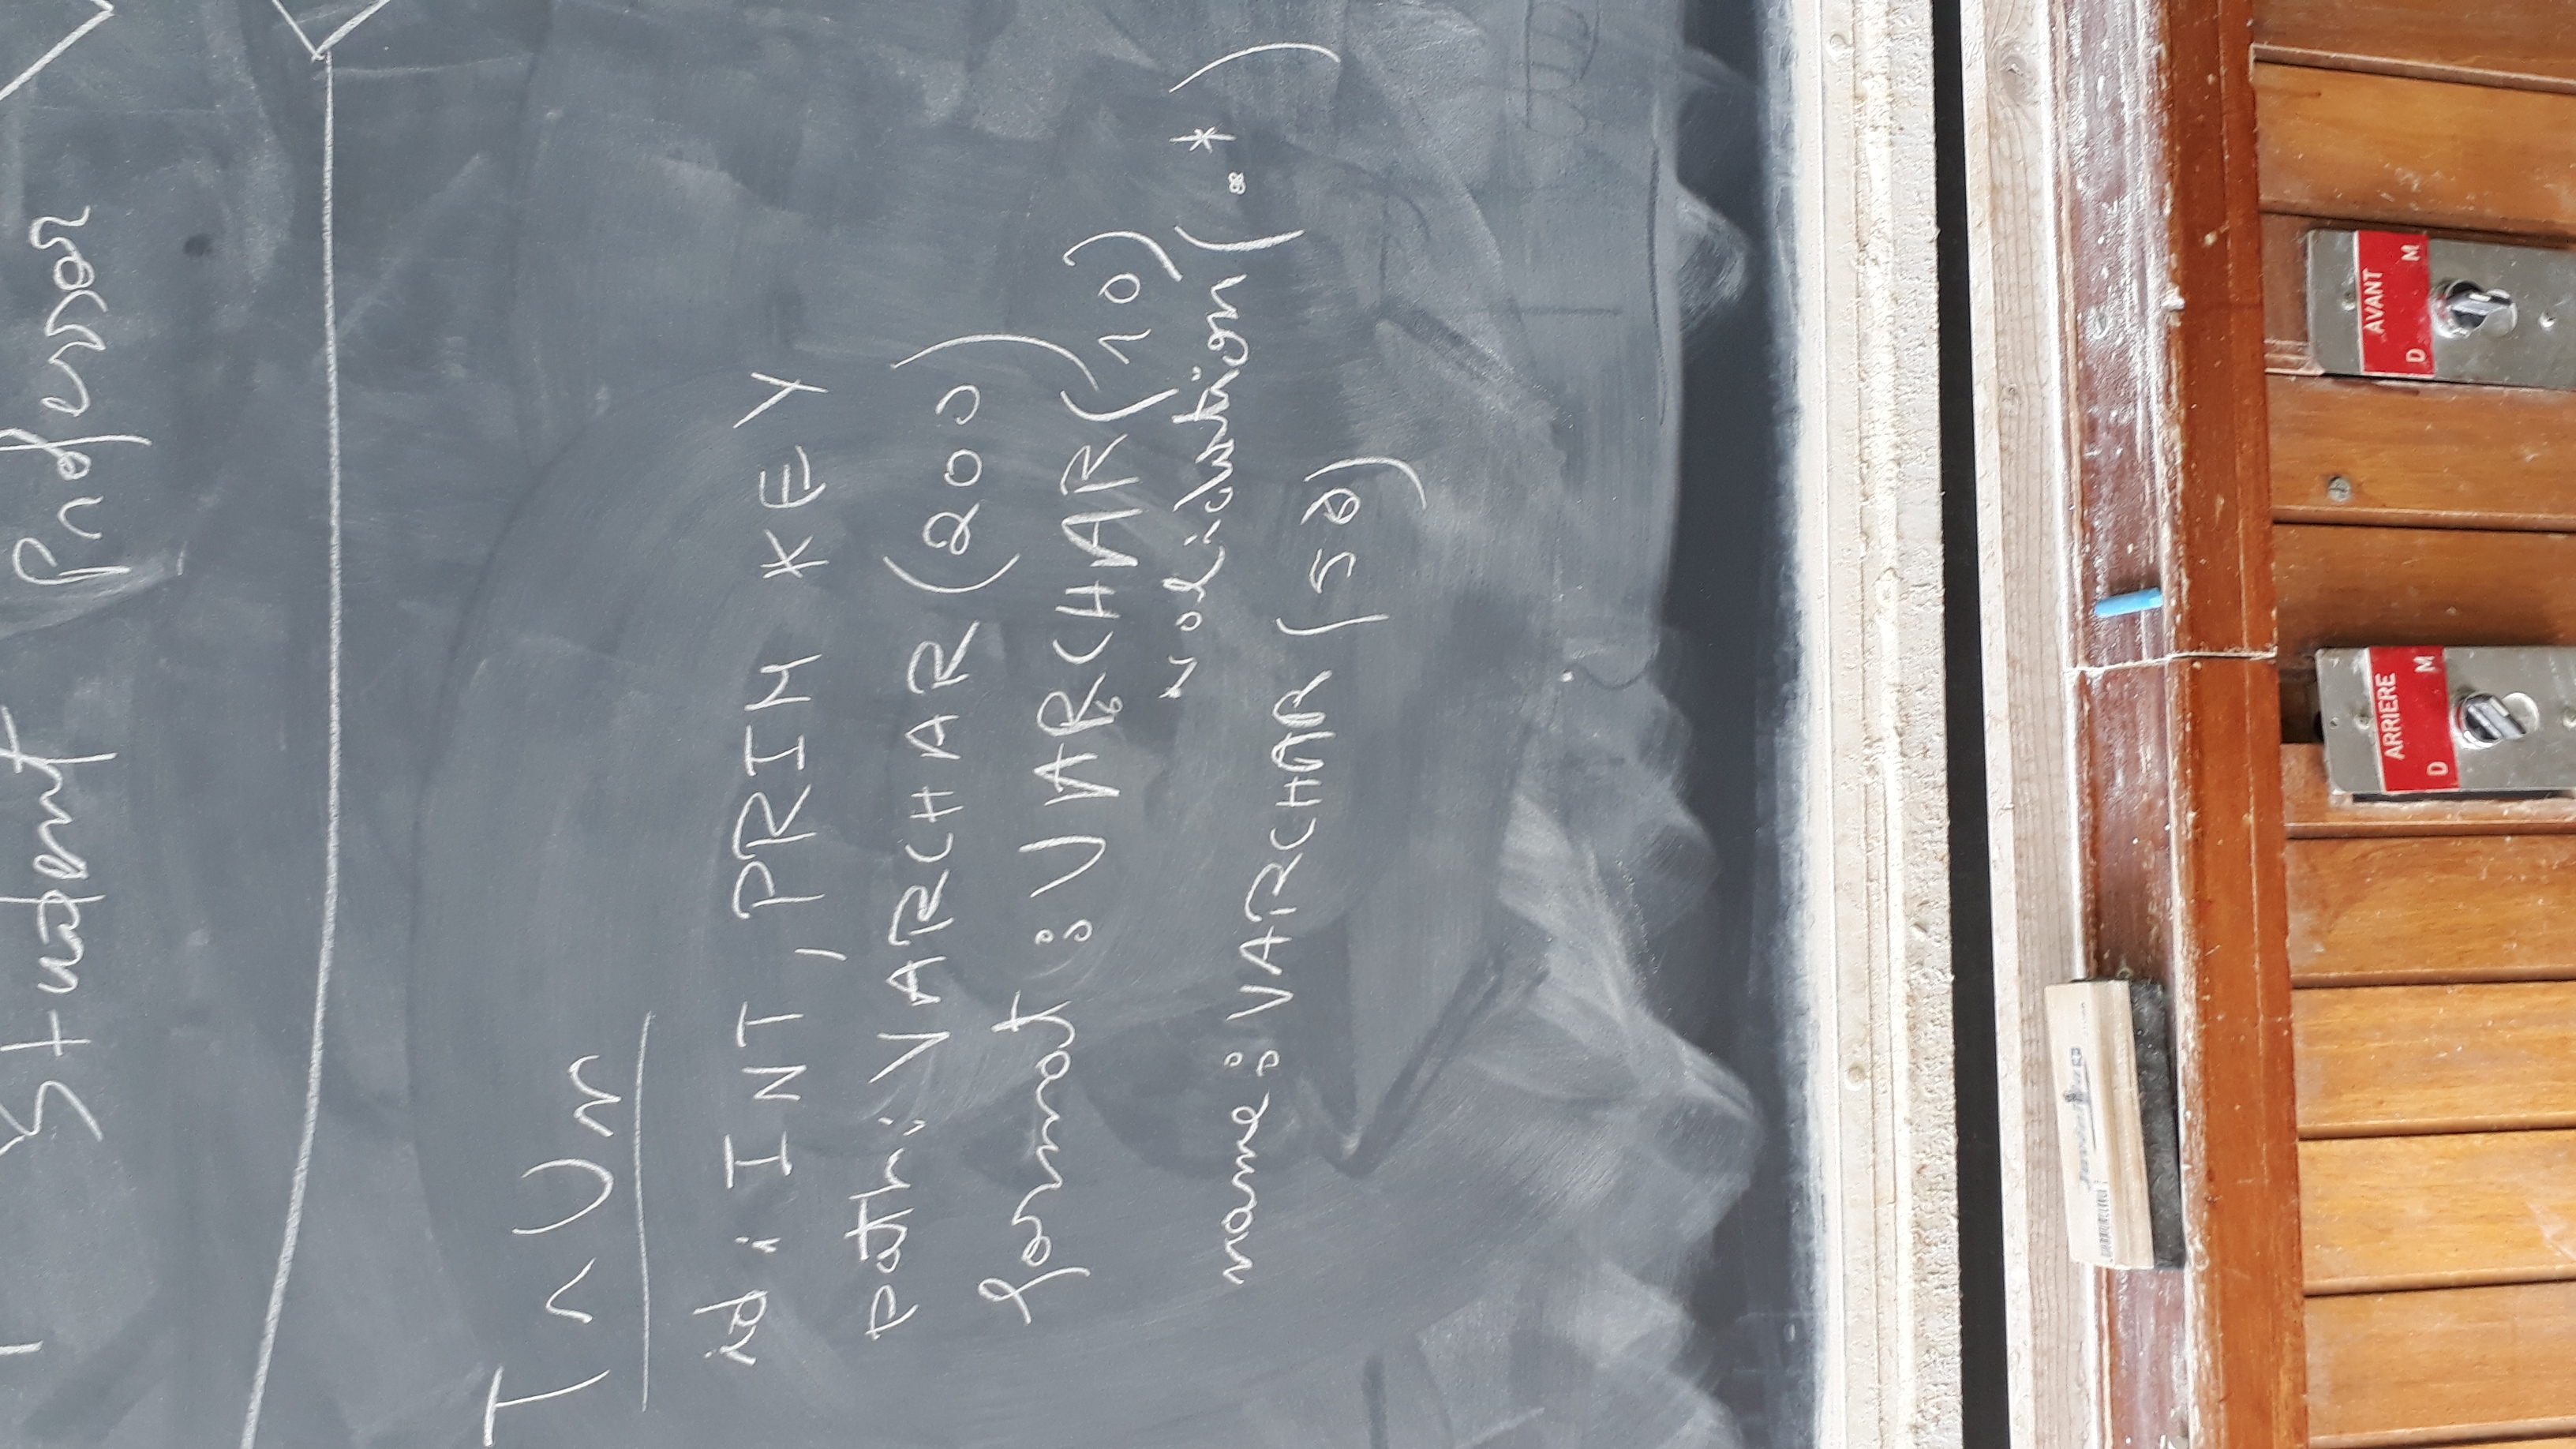 Student Professor
TnUn
id : INT, PRIM KEY
path: VARCHAR (200)
format : VARCHAR (10)
validation (.*)
name : VARCHAR (50)
ARRIERE
D M
AVANT
D M